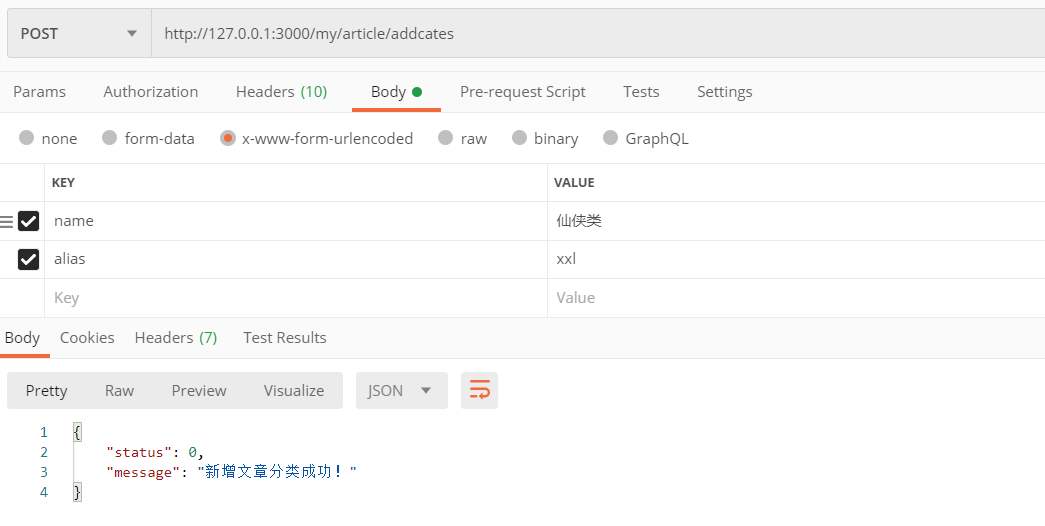 POST http://127.0.0.1:3000/my/article/addcates
Params Authorization Headers (10) Body Pre-request Script Tests Settings
none form-data x-www-form-urlencoded raw binary GraphQL
KEY VALUE
name 仙侠类
alias xxl
Key Value
Body Cookies Headers (7) Test Results
Pretty Raw Preview Visualize JSON
1 {
2 "status": 0,
3 "message": "新增文章分类成功！"
4 }